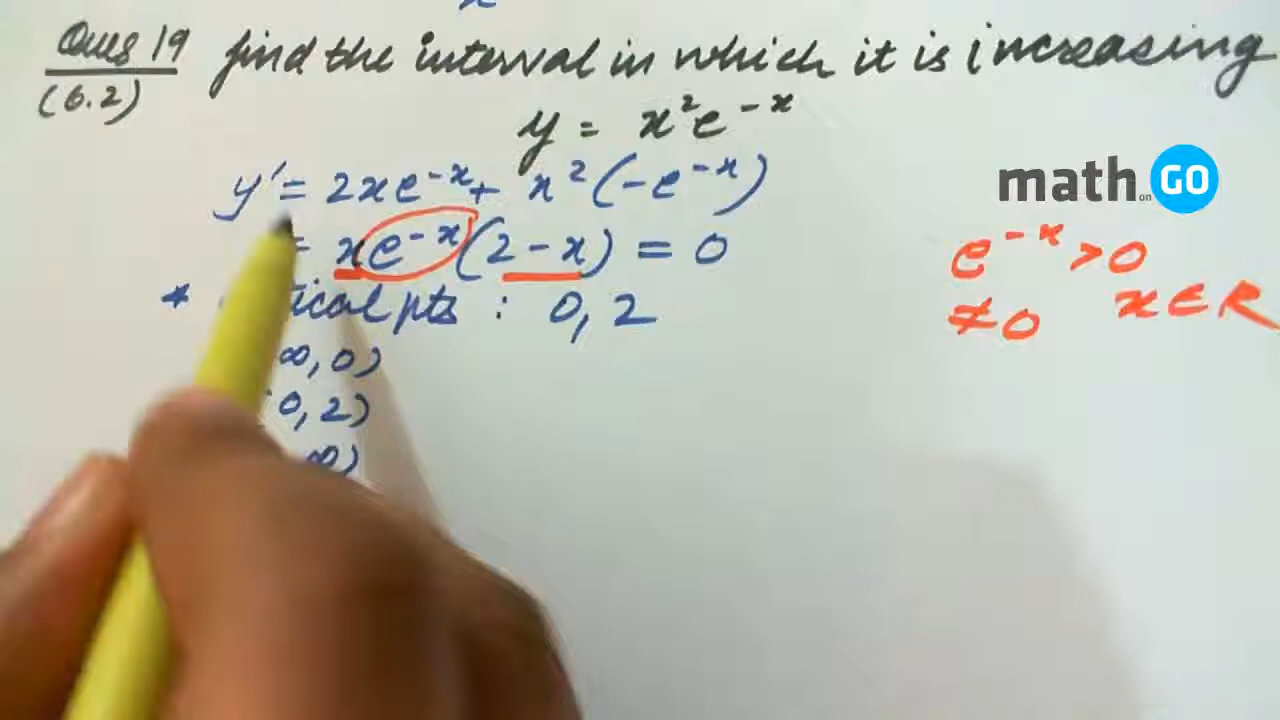 Ques 19 find the interval in which it is increasing
(6.2)
y = x²e⁻ˣ
y' = 2xe⁻ˣ + x²(-e⁻ˣ)
= xe⁻ˣ(2-x) = 0
* pts : 0, 2
∞, 0)
0, 2)
∞)
math on GO
e⁻ˣ > 0
≠ 0 x ∈ R